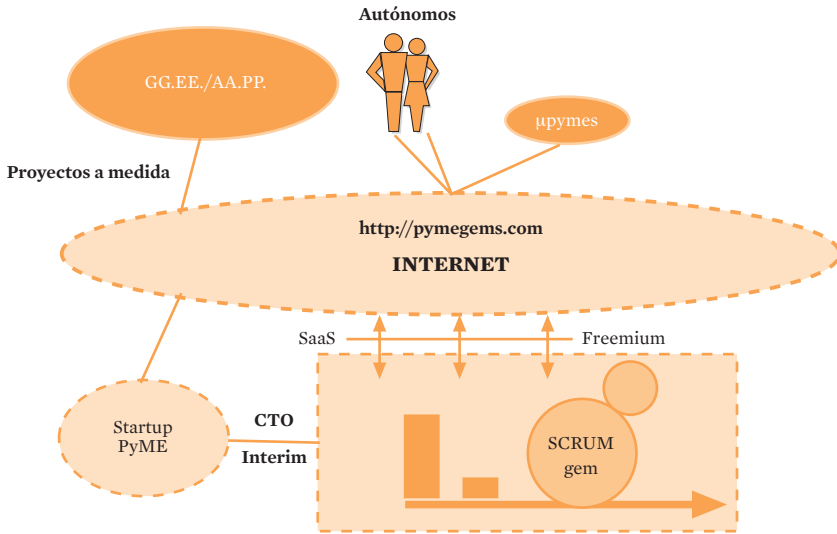 Autónomos
GG.EE./AA.PP.
μpymes
Proyectos a medida
http://pymegems.com
INTERNET
SaaS
Freemium
Startup
PyME
CTO
Interim
SCRUM
gem